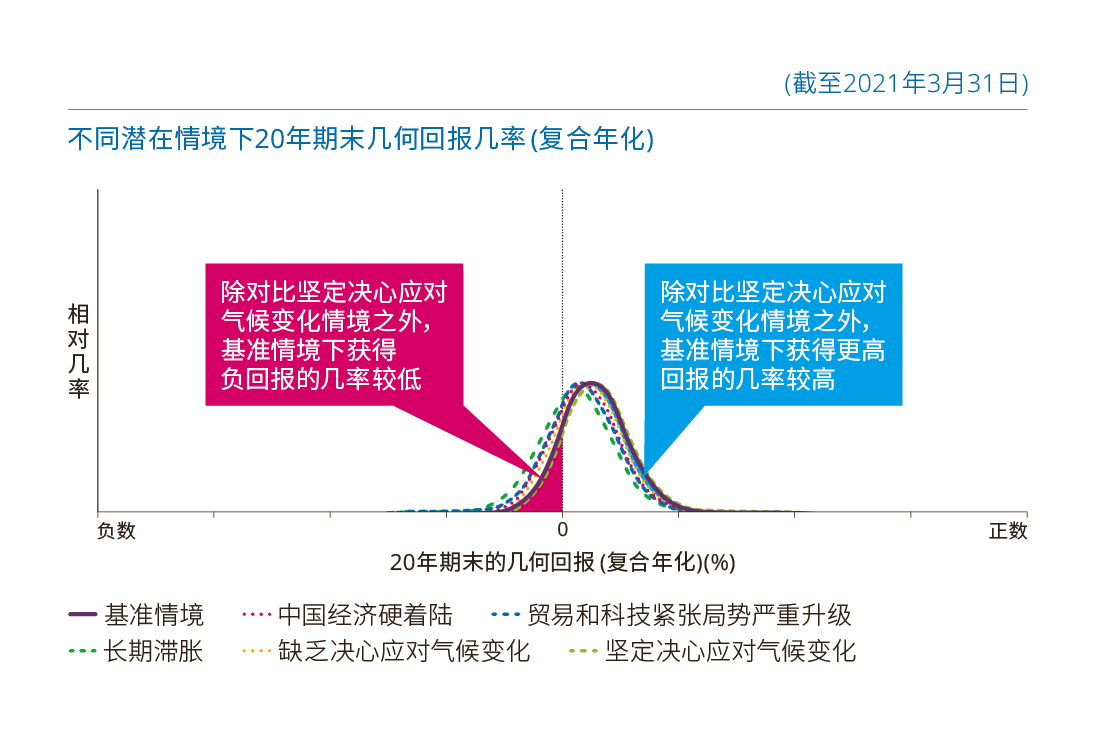 (截至2021年3月31日)
不同潜在情境下20年期末几何回报几率 (复合年化)
除对比坚定决心应对
气候变化情境之外，
基准情境下获得
负回报的几率较低
除对比坚定决心应对
气候变化情境之外，
基准情境下获得更高
回报的几率较高
相对几率
负数
0
正数
20年期末的几何回报 (复合年化)(%)
基准情境
中国经济硬着陆
贸易和科技紧张局势严重升级
长期滞胀
缺乏决心应对气候变化
坚定决心应对气候变化